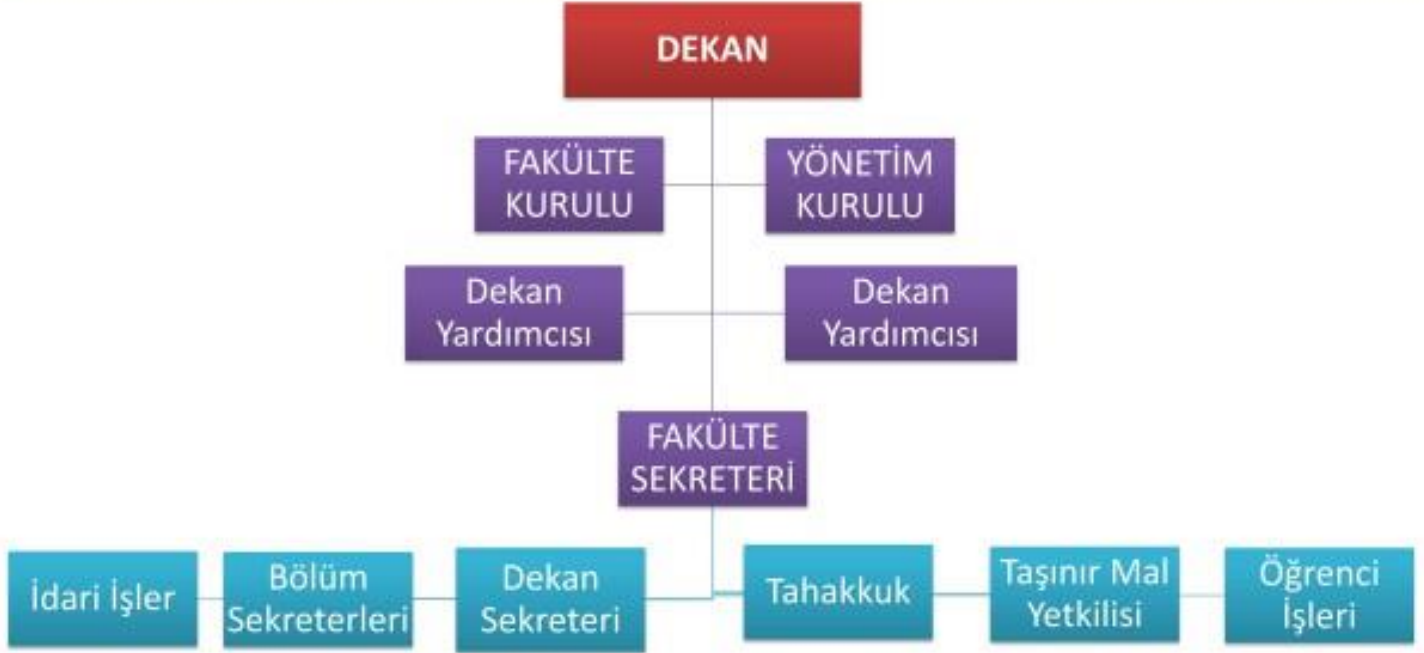 DEKAN
FAKÜLTE
KURULU
YÖNETİM
KURULU
Dekan
Yardımcısı
Dekan
Yardımcısı
FAKÜLTE
SEKRETERİ
İdari İşler
Bölüm
Sekreterleri
Dekan
Sekreteri
Tahakkuk
Taşınır Mal
Yetkilisi
Öğrenci
İşleri